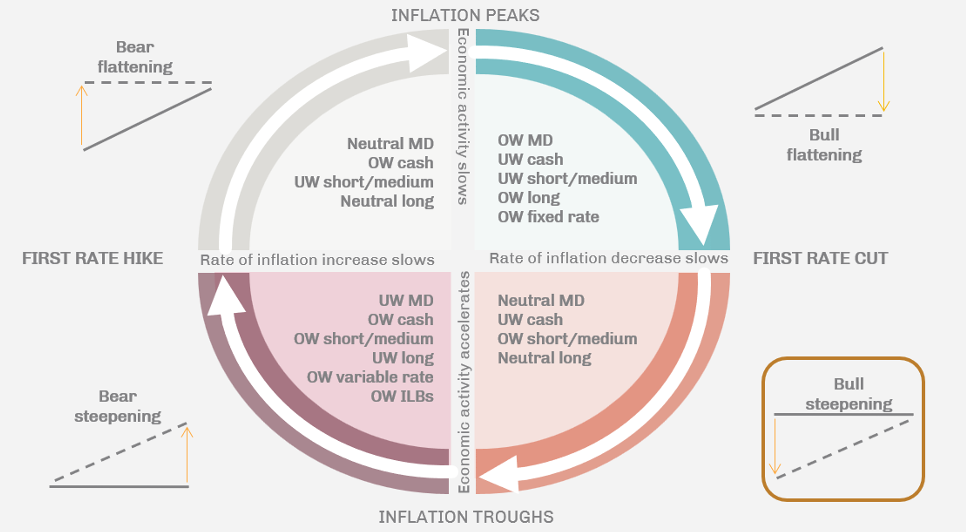 INFLATION PEAKS
Bear
flattening
Economic activity slows
Neutral MD
OW cash
UW short/medium
Neutral long
OW MD
UW cash
UW short/medium
OW long
OW fixed rate
Bull
flattening
FIRST RATE HIKE
Rate of inflation increase slows
Rate of inflation decrease slows
FIRST RATE CUT
Bear
steepening
UW MD
OW cash
OW short/medium
UW long
OW variable rate
OW ILBs
Economic activity accelerates
Neutral MD
UW cash
OW short/medium
Neutral long
Bull
steepening
INFLATION TROUGHS